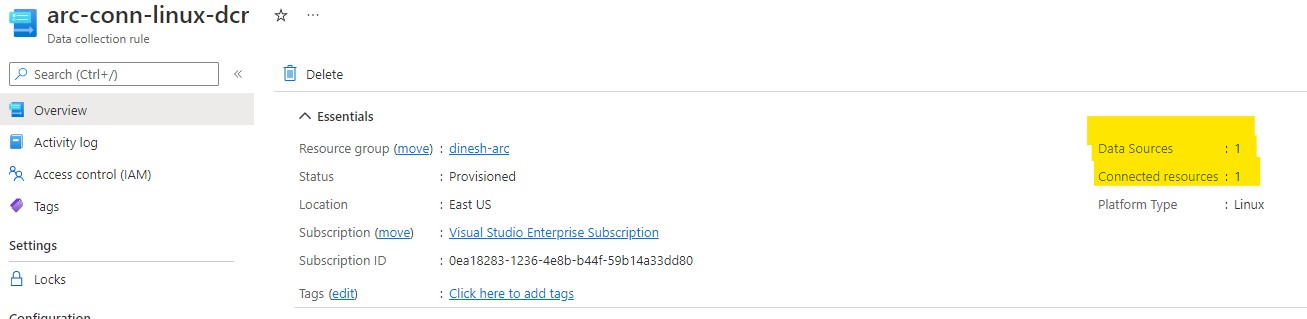 arc-conn-linux-dcr ☆ ···
Data collection rule
Search (Ctrl+/) «
Delete
Overview
Activity log
Access control (IAM)
Tags
Settings
Locks
Configuration
Essentials
Resource group (move) : dinesh-arc
Status : Provisioned
Location : East US
Subscription (move) : Visual Studio Enterprise Subscription
Subscription ID : 0ea18283-1236-4e8b-b44f-59b14a33dd80
Tags (edit) : Click here to add tags
Data Sources : 1
Connected resources : 1
Platform Type : Linux